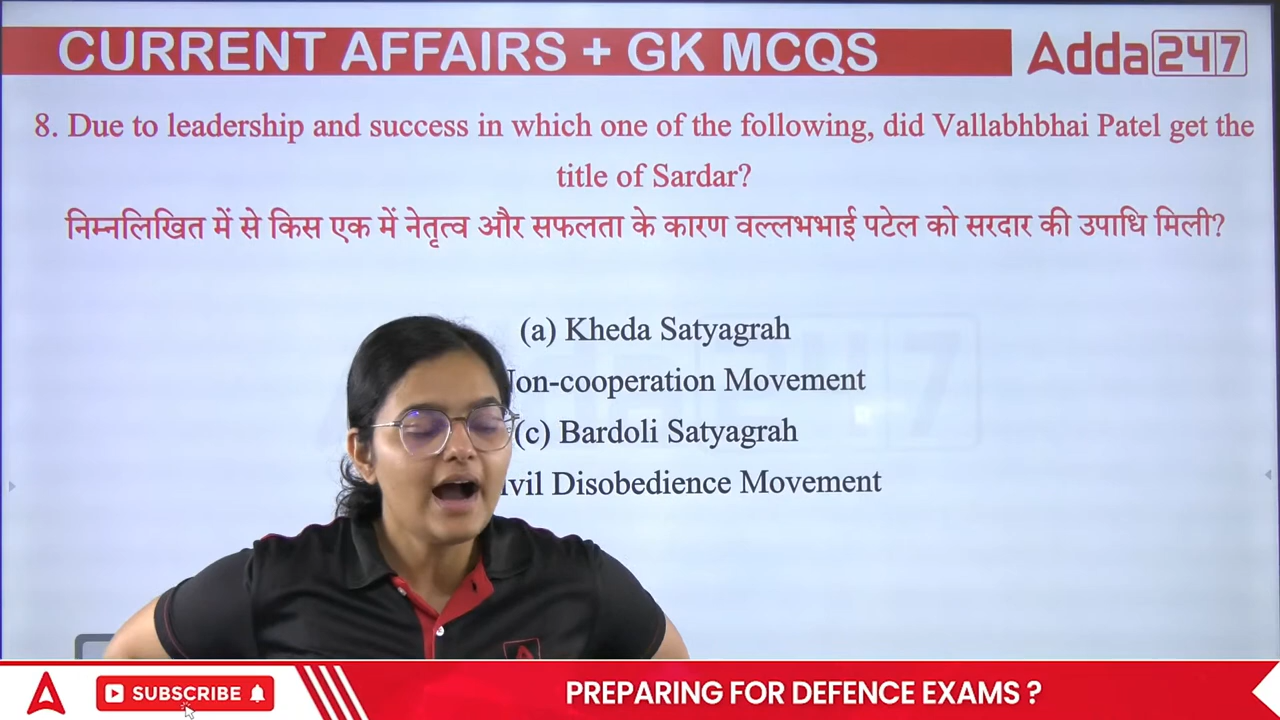 CURRENT AFFAIRS + GK MCQS
Adda247
8. Due to leadership and success in which one of the following, did Vallabhbhai Patel get the
title of Sardar?
निम्नलिखित में से किस एक में नेतृत्व और सफलता के कारण वल्लभभाई पटेल को सरदार की उपाधि मिली?
(a) Kheda Satyagrah
Non-cooperation Movement
(c) Bardoli Satyagrah
Disobedience Movement
SUBSCRIBE
PREPARING FOR DEFENCE EXAMS ?